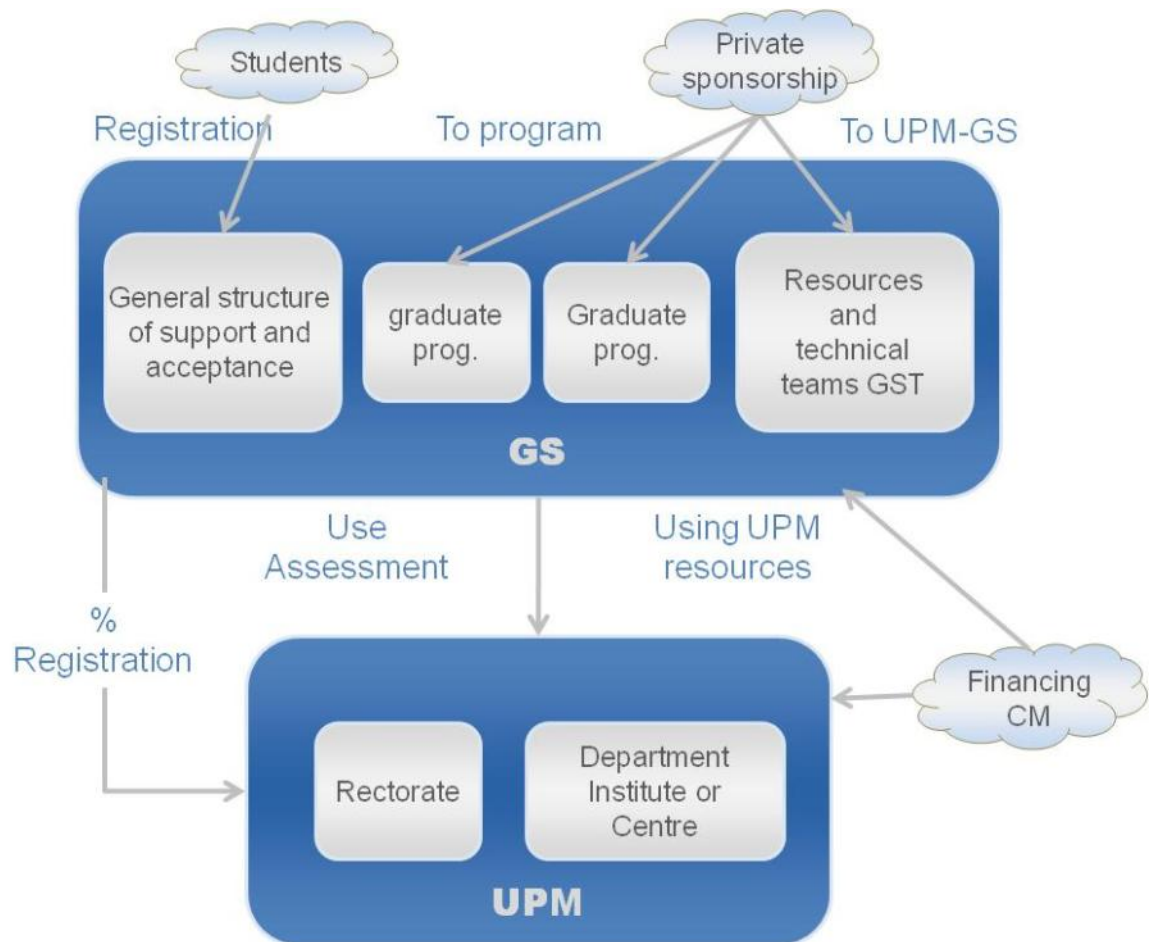 Students
Private
sponsorship
Registration
To program
To UPM-GS
General structure
of support and
acceptance
graduate
prog.
Graduate
prog.
Resources
and
technical
teams GST
GS
Use
Assessment
Using UPM
resources
%
Registration
Financing
CM
Rectorate
Department
Institute or
Centre
UPM